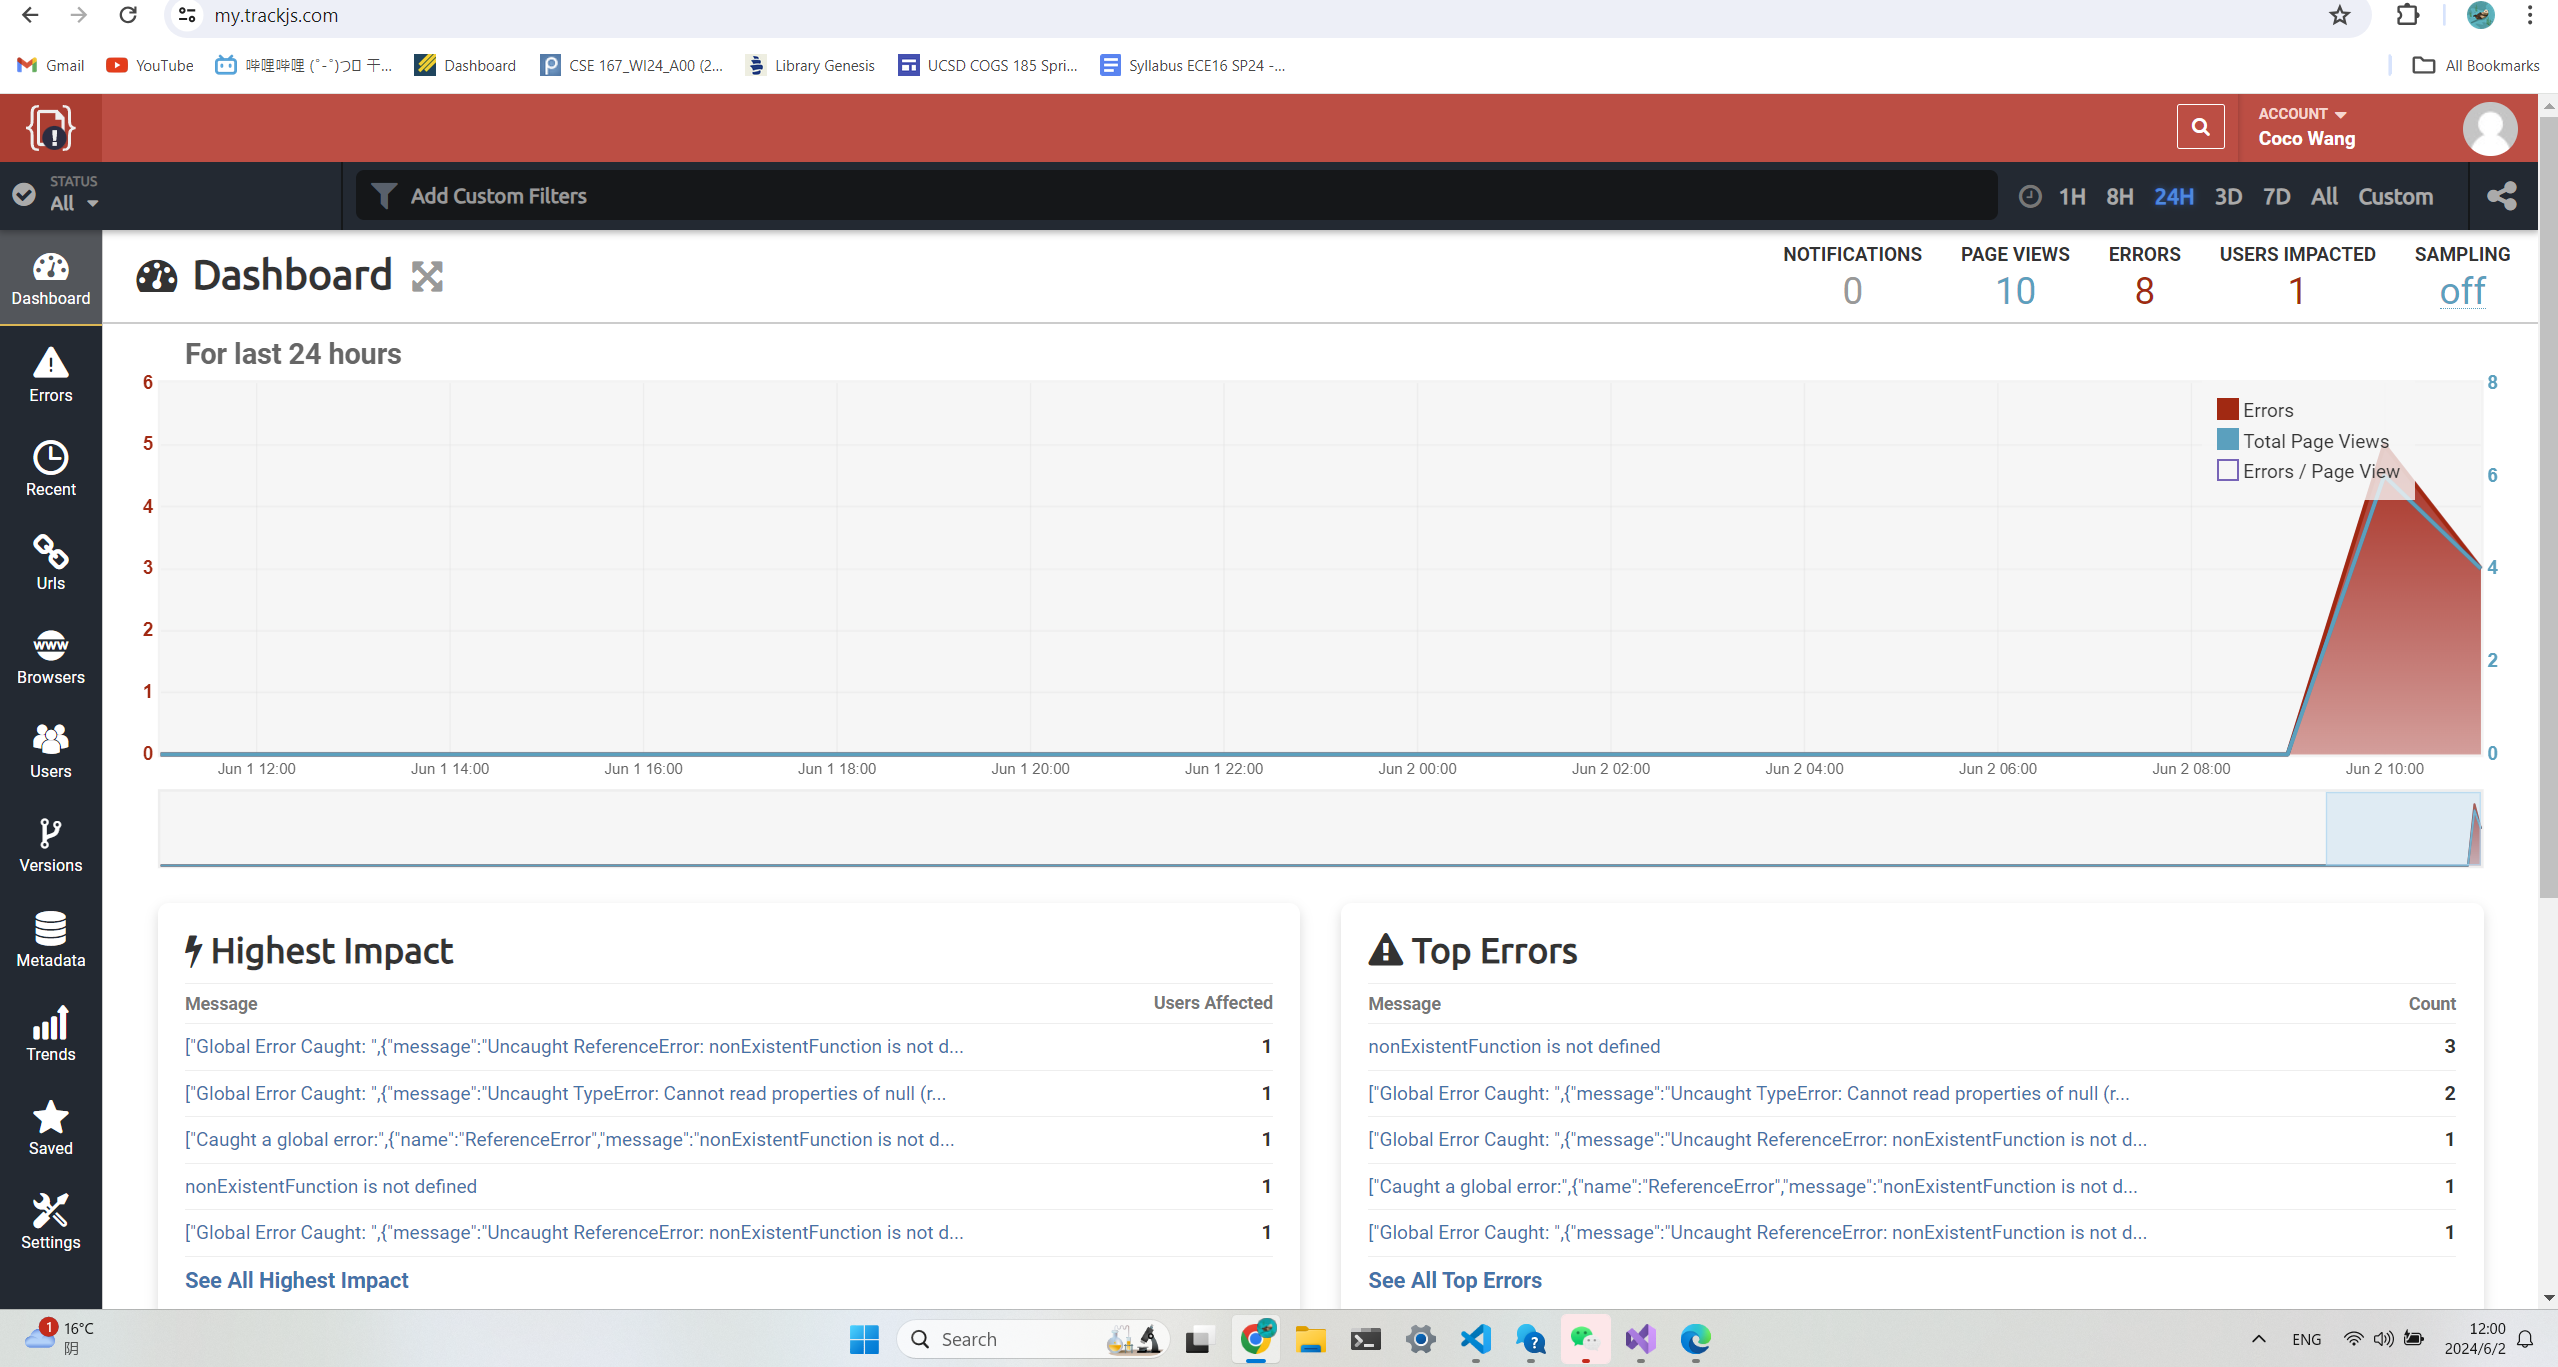 my.trackjs.com
Gmail YouTube 哔哩哔哩 (゜-゜)つロ 干... Dashboard CSE 167_WI24_A00 (2... Library Genesis UCSD COGS 185 Spri... Syllabus ECE16 SP24 -... All Bookmarks
ACCOUNT
Coco Wang
STATUS
All
Add Custom Filters
1H 8H 24H 3D 7D All Custom
Dashboard
Errors
Recent
Urls
www
Browsers
Users
Versions
Metadata
Trends
Saved
Settings
Dashboard
NOTIFICATIONS PAGE VIEWS ERRORS USERS IMPACTED SAMPLING
0 10 8 1 off
For last 24 hours
6
5
4
3
2
1
0
8
6
4
2
0
Errors
Total Page Views
Errors / Page View
Jun 1 12:00 Jun 1 14:00 Jun 1 16:00 Jun 1 18:00 Jun 1 20:00 Jun 1 22:00 Jun 2 00:00 Jun 2 02:00 Jun 2 04:00 Jun 2 06:00 Jun 2 08:00 Jun 2 10:00
Highest Impact
Message Users Affected
["Global Error Caught: ",{"message":"Uncaught ReferenceError: nonExistentFunction is not d... 1
["Global Error Caught: ",{"message":"Uncaught TypeError: Cannot read properties of null (r... 1
["Caught a global error:",{"name":"ReferenceError","message":"nonExistentFunction is not d... 1
nonExistentFunction is not defined 1
["Global Error Caught: ",{"message":"Uncaught ReferenceError: nonExistentFunction is not d... 1
See All Highest Impact
Top Errors
Message Count
nonExistentFunction is not defined 3
["Global Error Caught: ",{"message":"Uncaught TypeError: Cannot read properties of null (r... 2
["Global Error Caught: ",{"message":"Uncaught ReferenceError: nonExistentFunction is not d... 1
["Caught a global error:",{"name":"ReferenceError","message":"nonExistentFunction is not d... 1
["Global Error Caught: ",{"message":"Uncaught ReferenceError: nonExistentFunction is not d... 1
See All Top Errors
1
16°C
阴
Search
ENG
12:00
2024/6/2